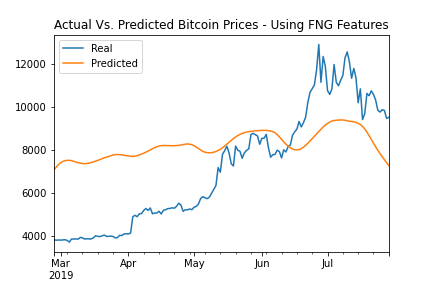 Actual Vs. Predicted Bitcoin Prices - Using FNG Features
Real
Predicted
12000
10000
8000
6000
4000
Mar Apr May Jun Jul
2019